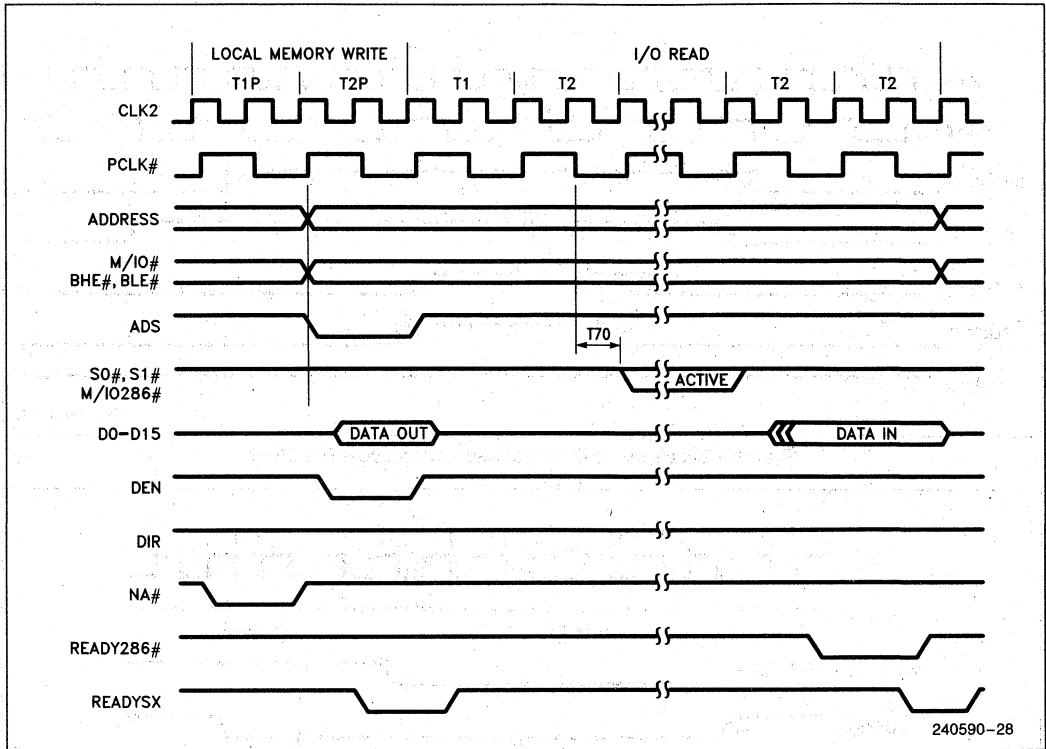 LOCAL MEMORY WRITE I/O READ
T1P T2P T1 T2 T2 T2
CLK2
PCLK#
ADDRESS
M/IO#
BHE#, BLE#
ADS
T70
S0#, S1#
M/IO286#
ACTIVE
D0-D15
DATA OUT
DATA IN
DEN
DIR
NA#
READY286#
READYSX
240590-28